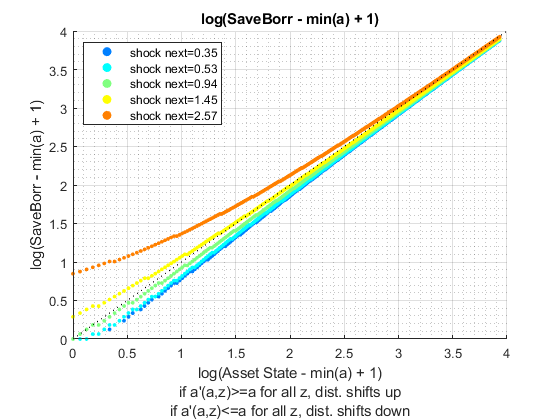 log(SaveBorr - min(a) + 1)
4
3.5
3
2.5
2
1.5
1
0.5
0
log(SaveBorr - min(a) + 1)
shock next=0.35
shock next=0.53
shock next=0.94
shock next=1.45
shock next=2.57
0 0.5 1 1.5 2 2.5 3 3.5 4
log(Asset State - min(a) + 1)
if a'(a,z)>=a for all z, dist. shifts up
if a'(a,z)<=a for all z, dist. shifts down